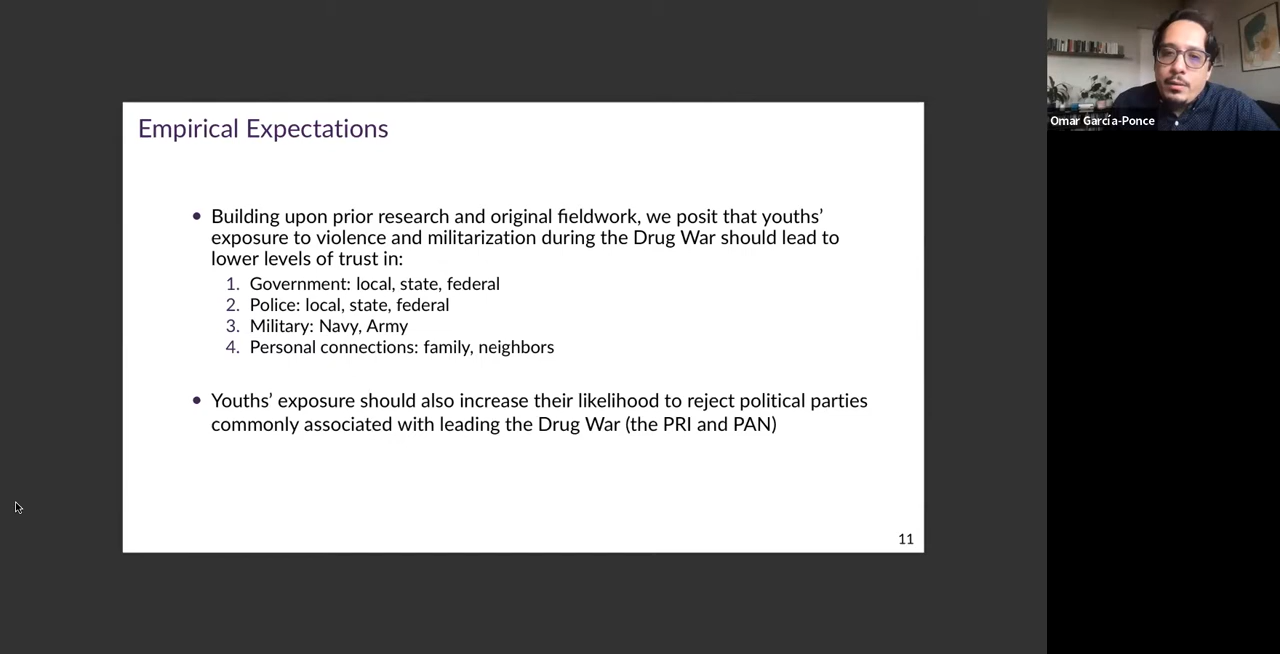 Empirical Expectations
• Building upon prior research and original fieldwork, we posit that youths’
exposure to violence and militarization during the Drug War should lead to
lower levels of trust in:
1. Government: local, state, federal
2. Police: local, state, federal
3. Military: Navy, Army
4. Personal connections: family, neighbors
• Youths’ exposure should also increase their likelihood to reject political parties
commonly associated with leading the Drug War (the PRI and PAN)
11
Omar García-Ponce